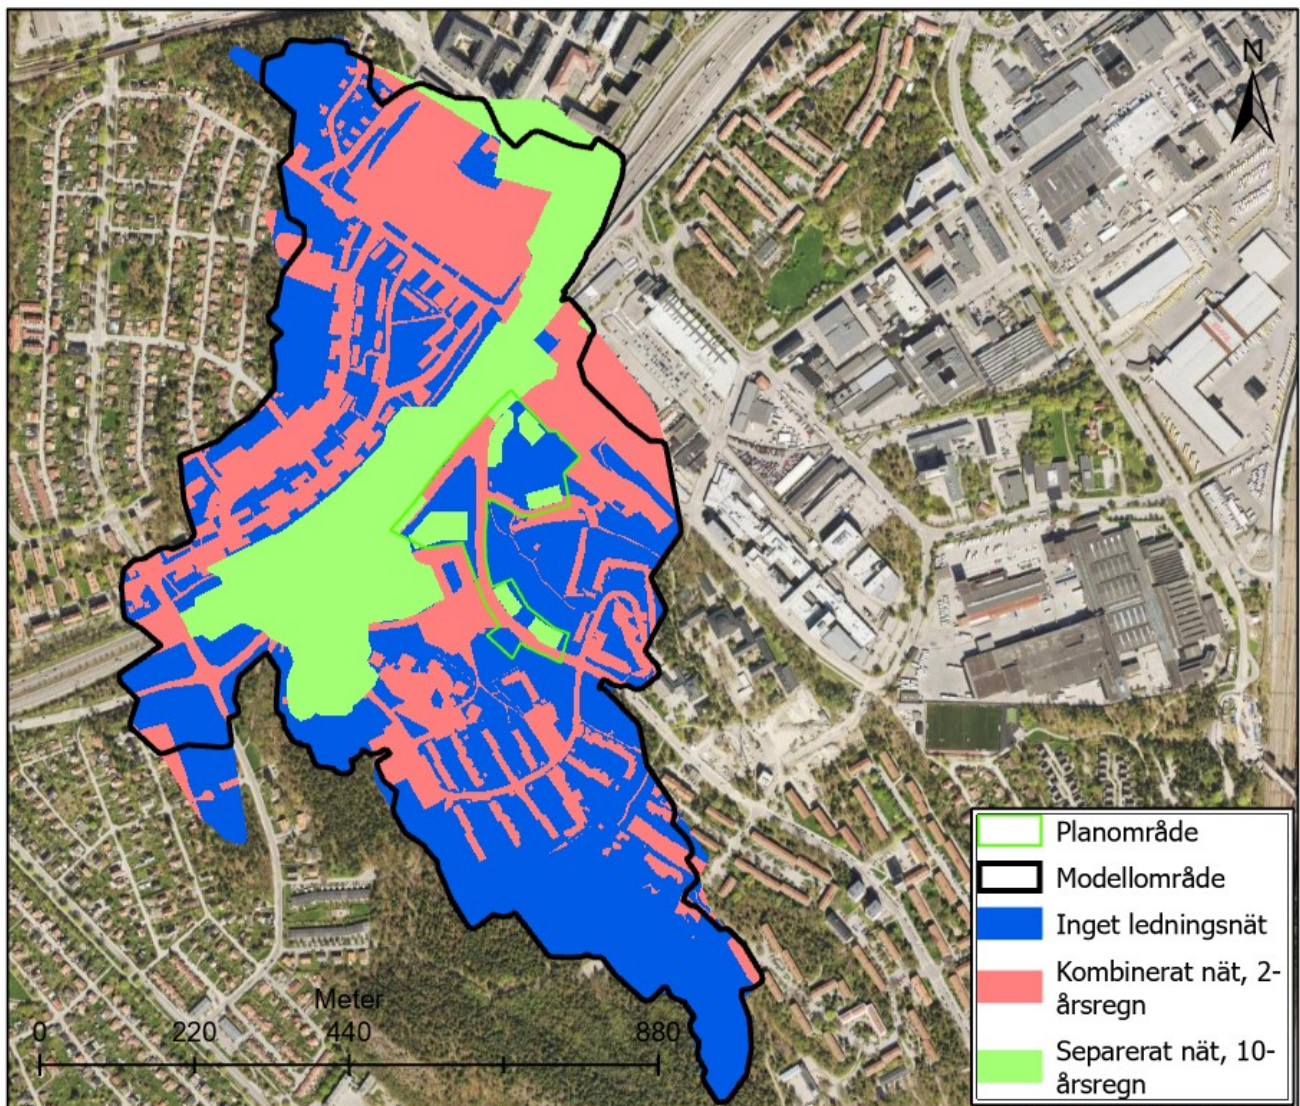 N
Planområde
Modellområde
Inget ledningsnät
Kombinerat nät, 2-
årsregn
Separerat nät, 10-
årsregn
Meter
0 220 440 880